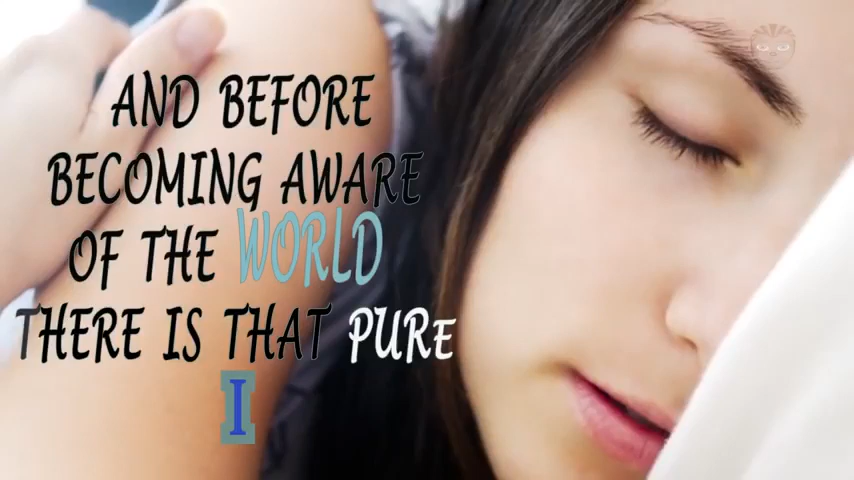 AND BEFORE
BECOMING AWARE
OF THE WORLD
THERE IS THAT PURE
I